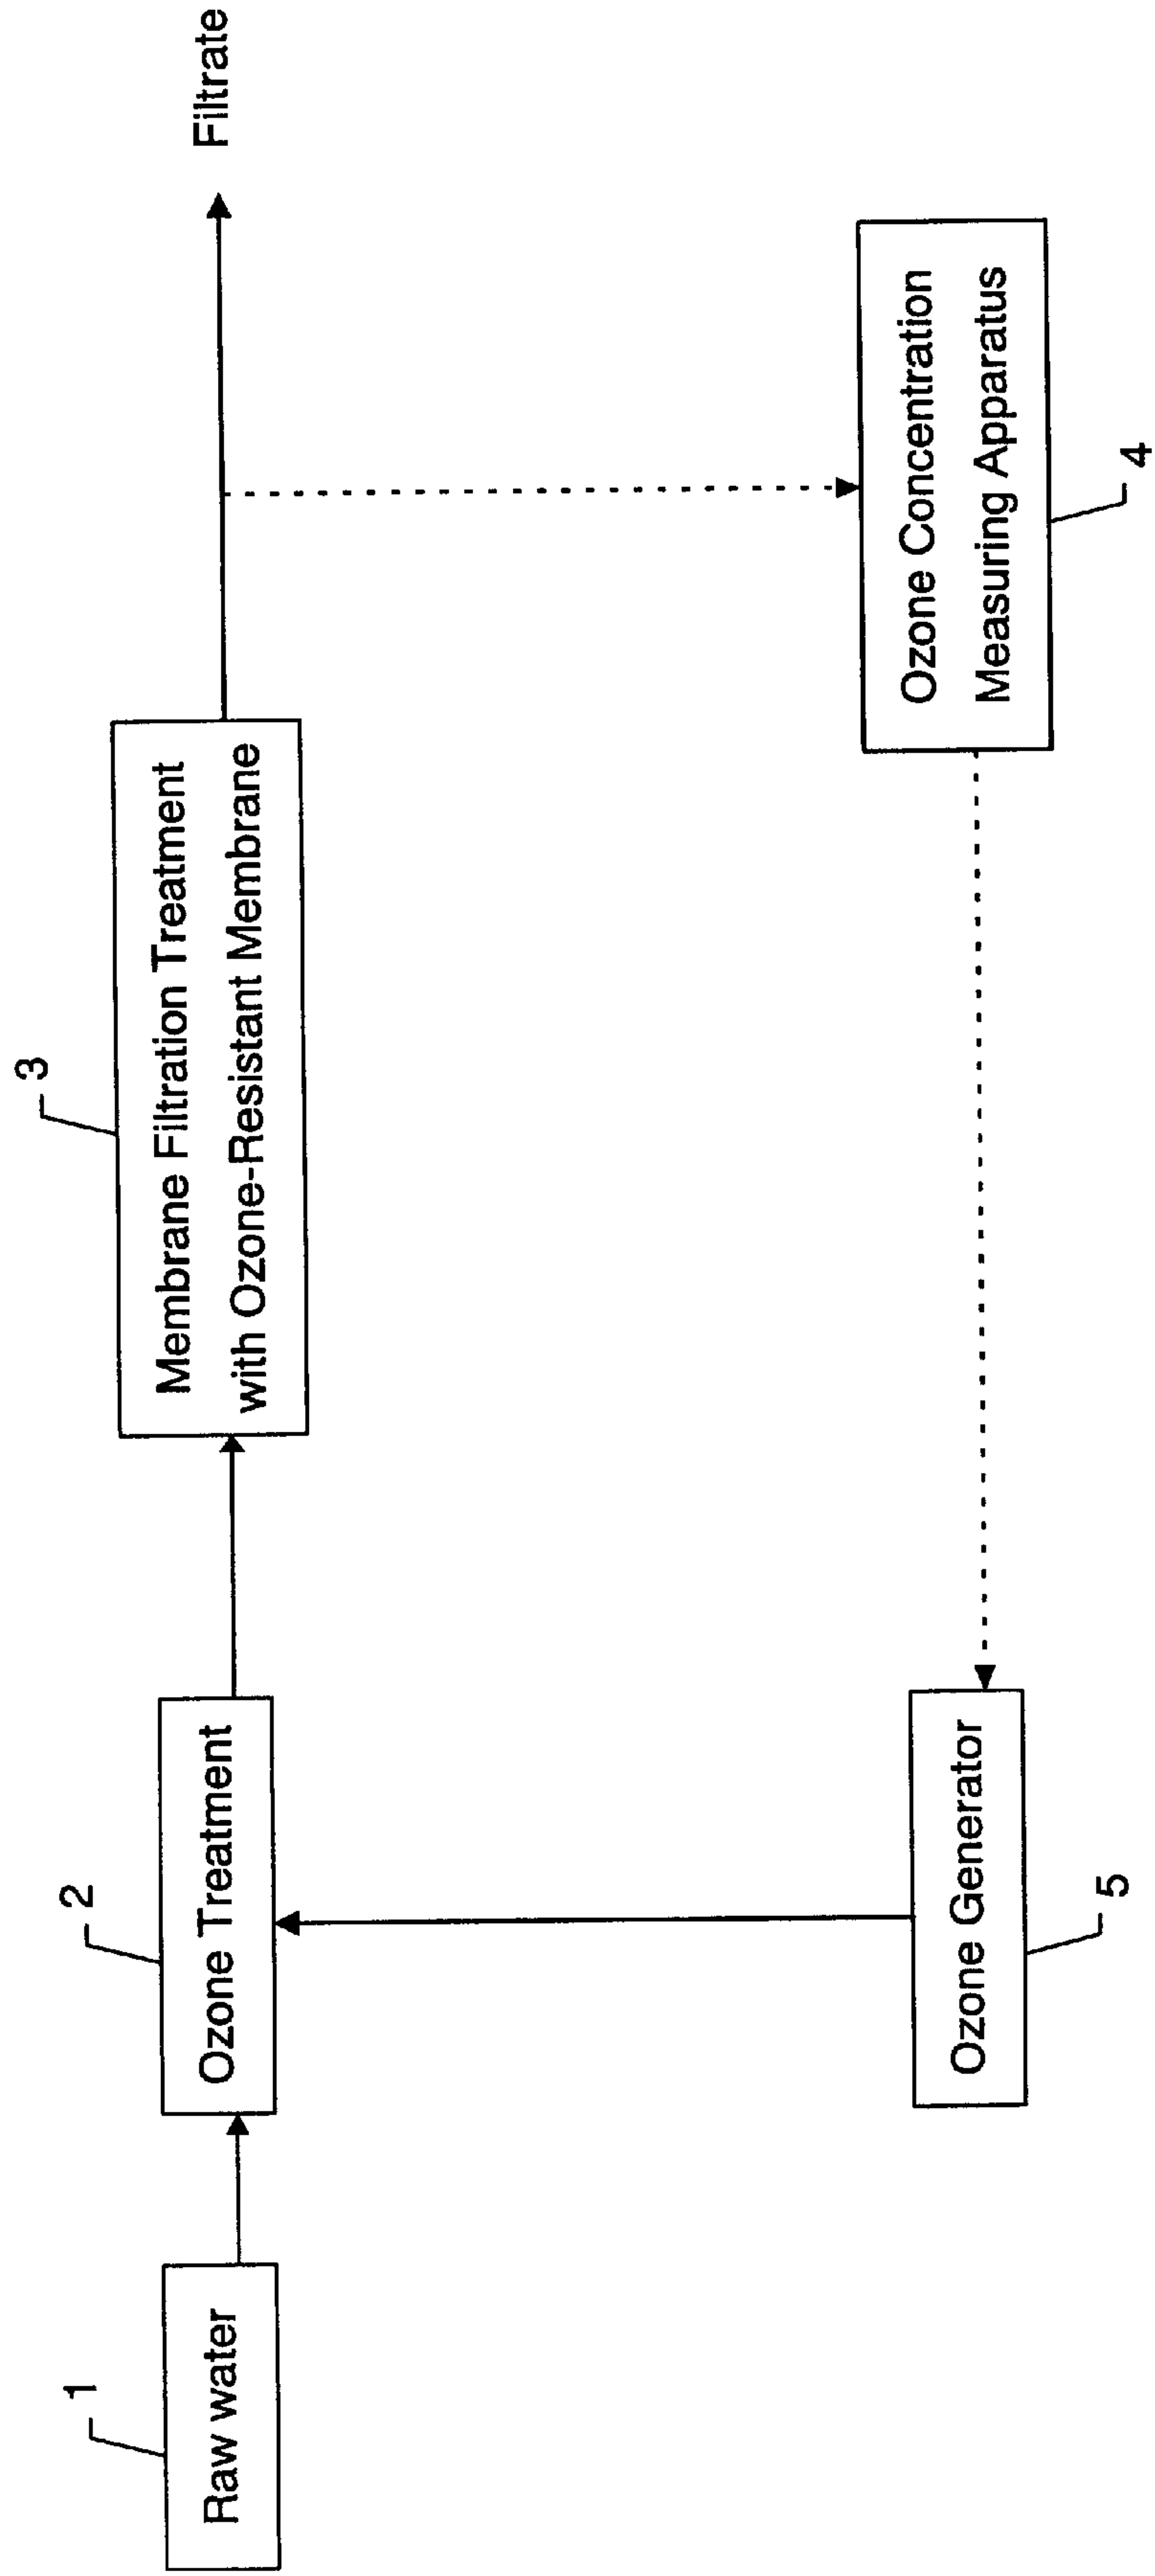 1
Raw water
2
Ozone Treatment
3
Membrane Filtration Treatment
with Ozone-Resistant Membrane
Filtrate
Ozone Concentration
Measuring Apparatus
4
Ozone Generator
5